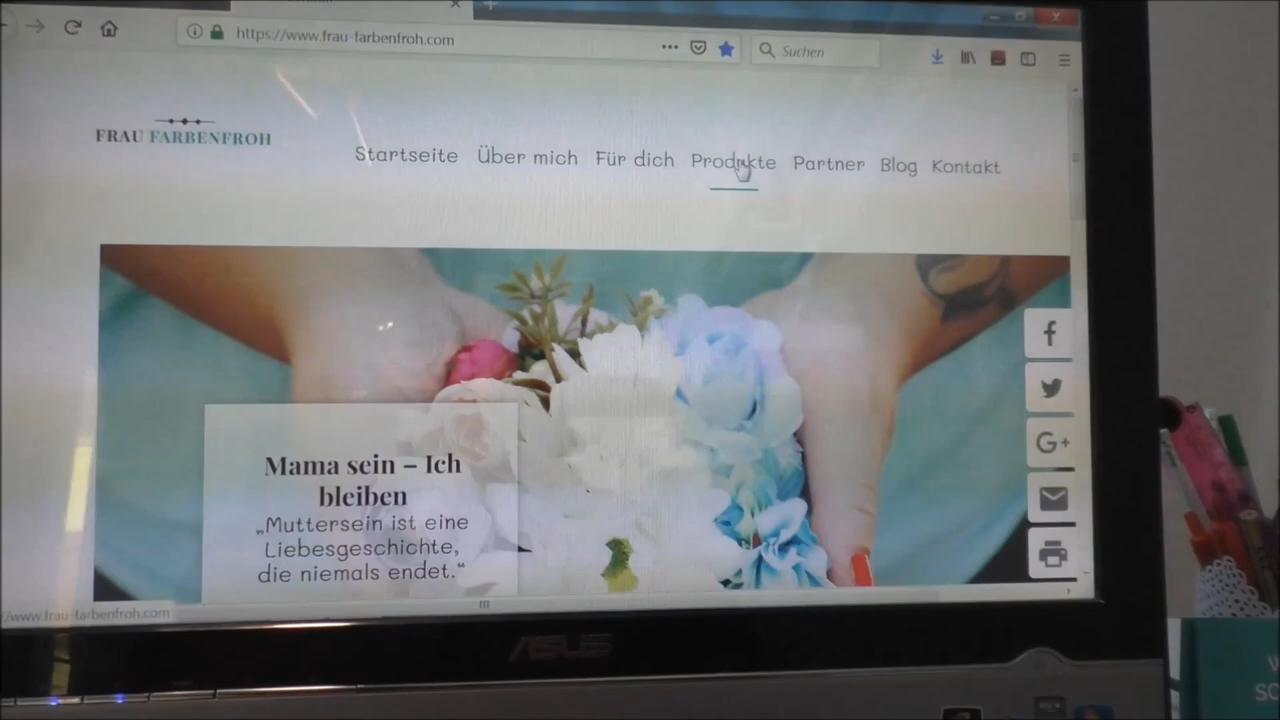 https://www.frau-farbenfroh.com
Suchen
FRAU FARBENFROH
Startseite Über mich Für dich Produkte Partner Blog Kontakt
f
G+
Mama sein – Ich
bleiben
„Muttersein ist eine
Liebesgeschichte,
die niemals endet.“
//www.frau-farbenfroh.com
ASUS